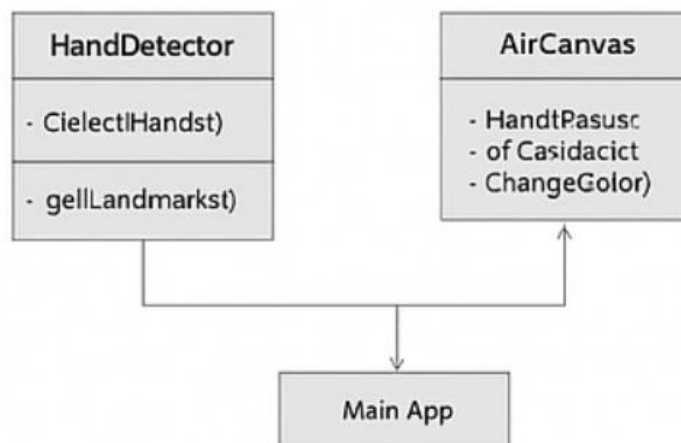 HandDetector
- CielectlHandst)
- gellLandmarkst)
AirCanvas
- HandtPasusc
- of Casidacict
- ChangeGolor)
Main App